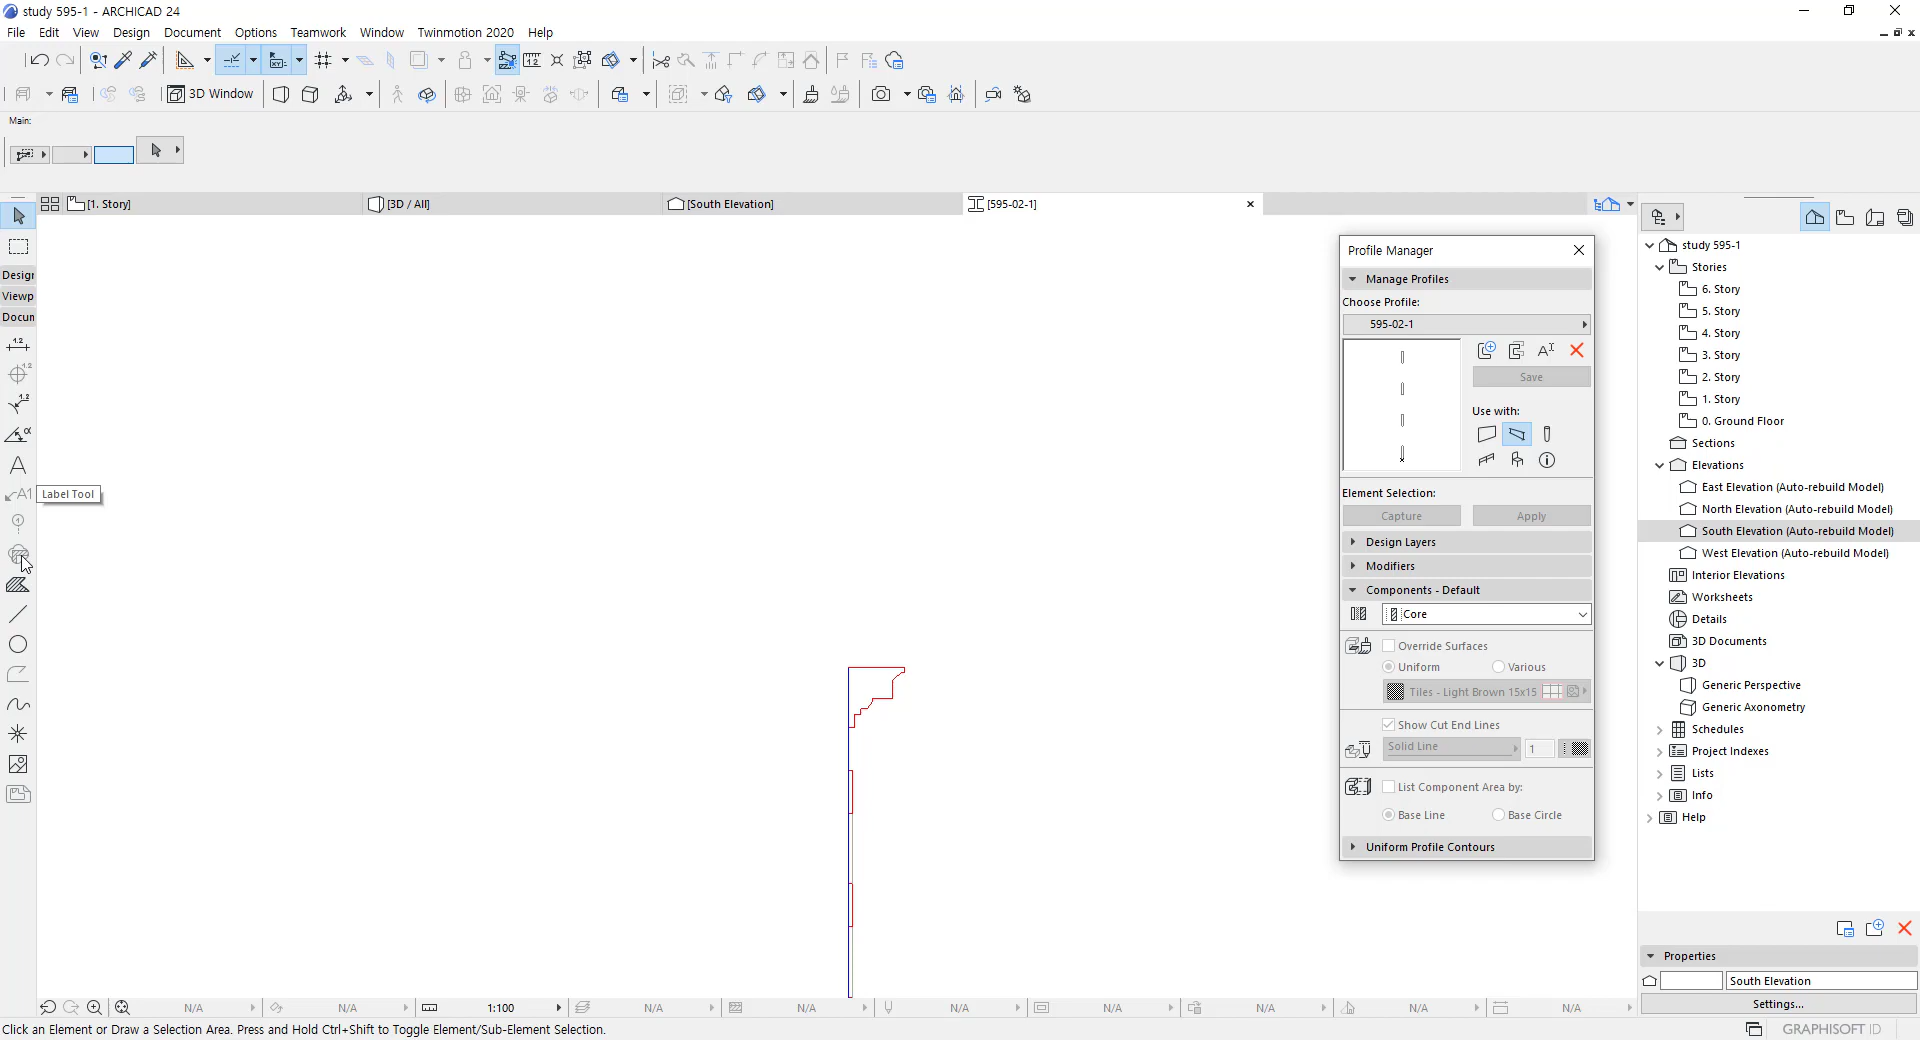 study 595-1 - ARCHICAD 24
File Edit View Design Document Options Teamwork Window Twinmotion 2020 Help
3D Window
Main:
[1. Story]
[3D / All]
[South Elevation]
[595-02-1]
Design
Viewp
Docun
1.2
1.2
1.2
α
A
A1
Label Tool
Profile Manager
Manage Profiles
Choose Profile:
595-02-1
Save
Use with:
Element Selection:
Capture
Apply
Design Layers
Modifiers
Components - Default
Core
Override Surfaces
Uniform
Various
Tiles - Light Brown 15x15
Show Cut End Lines
Solid Line
1
List Component Area by:
Base Line
Base Circle
Uniform Profile Contours
study 595-1
Stories
6. Story
5. Story
4. Story
3. Story
2. Story
1. Story
0. Ground Floor
Sections
Elevations
East Elevation (Auto-rebuild Model)
North Elevation (Auto-rebuild Model)
South Elevation (Auto-rebuild Model)
West Elevation (Auto-rebuild Model)
Interior Elevations
Worksheets
Details
3D Documents
3D
Generic Perspective
Generic Axonometry
Schedules
Project Indexes
Lists
Info
Help
Properties
South Elevation
Settings...
N/A N/A 1:100 N/A N/A N/A N/A N/A N/A N/A
Click an Element or Draw a Selection Area. Press and Hold Ctrl+Shift to Toggle Element/Sub-Element Selection.
GRAPHISOFT ID